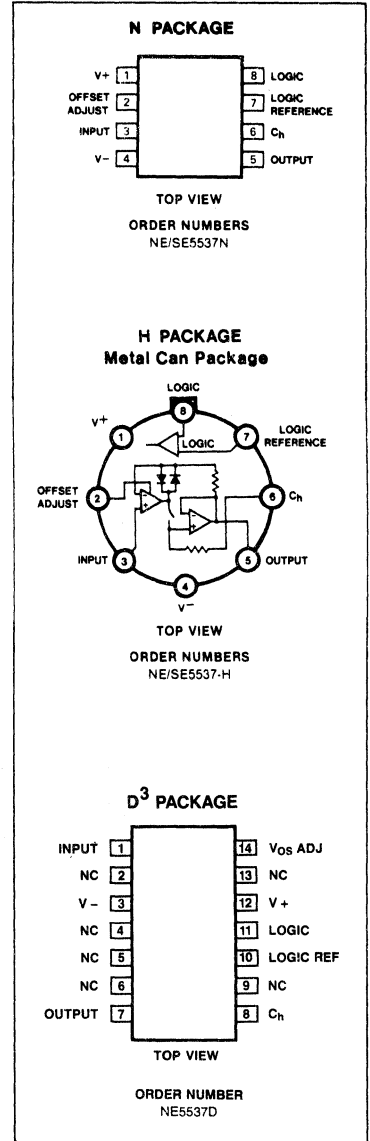 N PACKAGE
V+ 1 8 LOGIC
OFFSET ADJUST 2 7 LOGIC REFERENCE
INPUT 3 6 Ch
V− 4 5 OUTPUT
TOP VIEW
ORDER NUMBERS
NE/SE5537N
H PACKAGE
Metal Can Package
LOGIC
8
V+ 1 LOGIC 7 LOGIC REFERENCE
OFFSET ADJUST 2 6 Ch
INPUT 3 5 OUTPUT
4
V−
TOP VIEW
ORDER NUMBERS
NE/SE5537-H
D3 PACKAGE
INPUT 1 14 VOS ADJ
NC 2 13 NC
V− 3 12 V+
NC 4 11 LOGIC
NC 5 10 LOGIC REF
NC 6 9 NC
OUTPUT 7 8 Ch
TOP VIEW
ORDER NUMBER
NE5537D